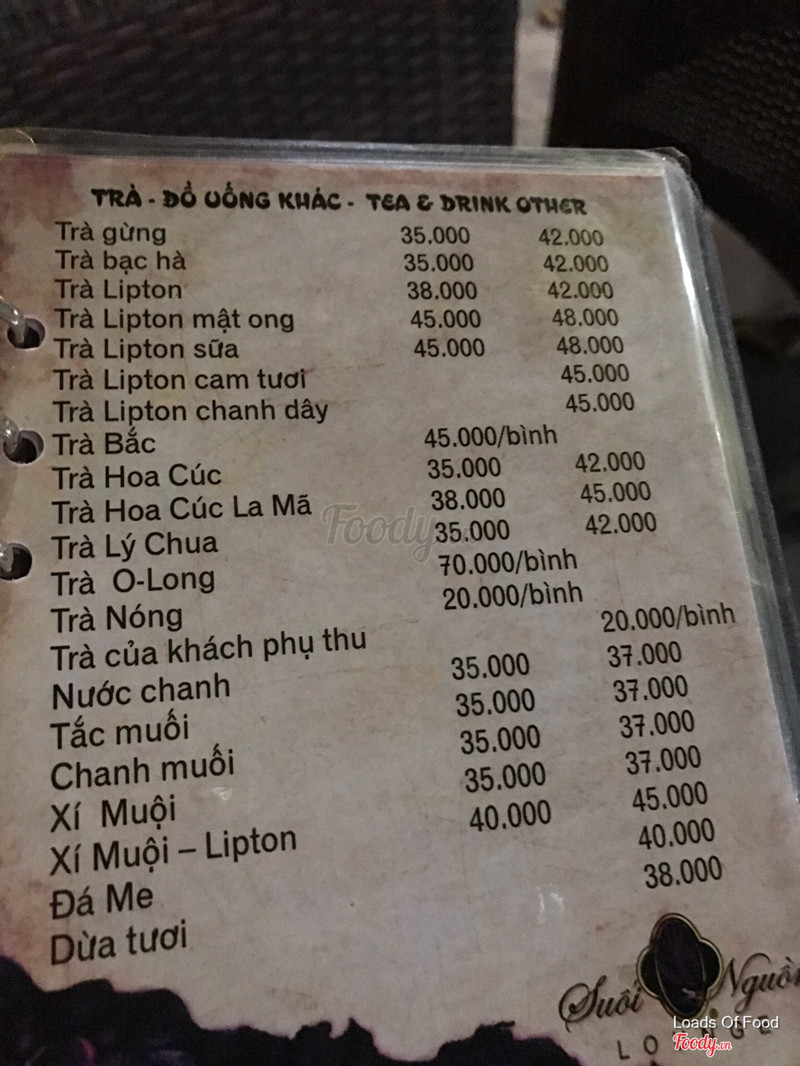 TRÀ - ĐỒ UỐNG KHÁC - TEA & DRINK OTHER
Trà gừng 35.000 42.000
Trà bạc hà 35.000 42.000
Trà Lipton 38.000 42.000
Trà Lipton mật ong 45.000 48.000
Trà Lipton sữa 45.000 48.000
Trà Lipton cam tươi 45.000
Trà Lipton chanh dây 45.000
Trà Bắc 45.000/bình
Trà Hoa Cúc 35.000 42.000
Trà Hoa Cúc La Mã 38.000 45.000
Trà Lý Chua 35.000 42.000
Trà O-Long 70.000/bình
Trà Nóng 20.000/bình
Trà của khách phụ thu 20.000/bình
Nước chanh 35.000 37.000
Tắc muối 35.000 37.000
Chanh muối 35.000 37.000
Xí Muội 35.000 37.000
Xí Muội – Lipton 40.000 45.000
Đá Me 40.000
Dừa tươi 38.000
Foody
Suối Nguồn
LOANGE
Loads Of Food
Foody.vn